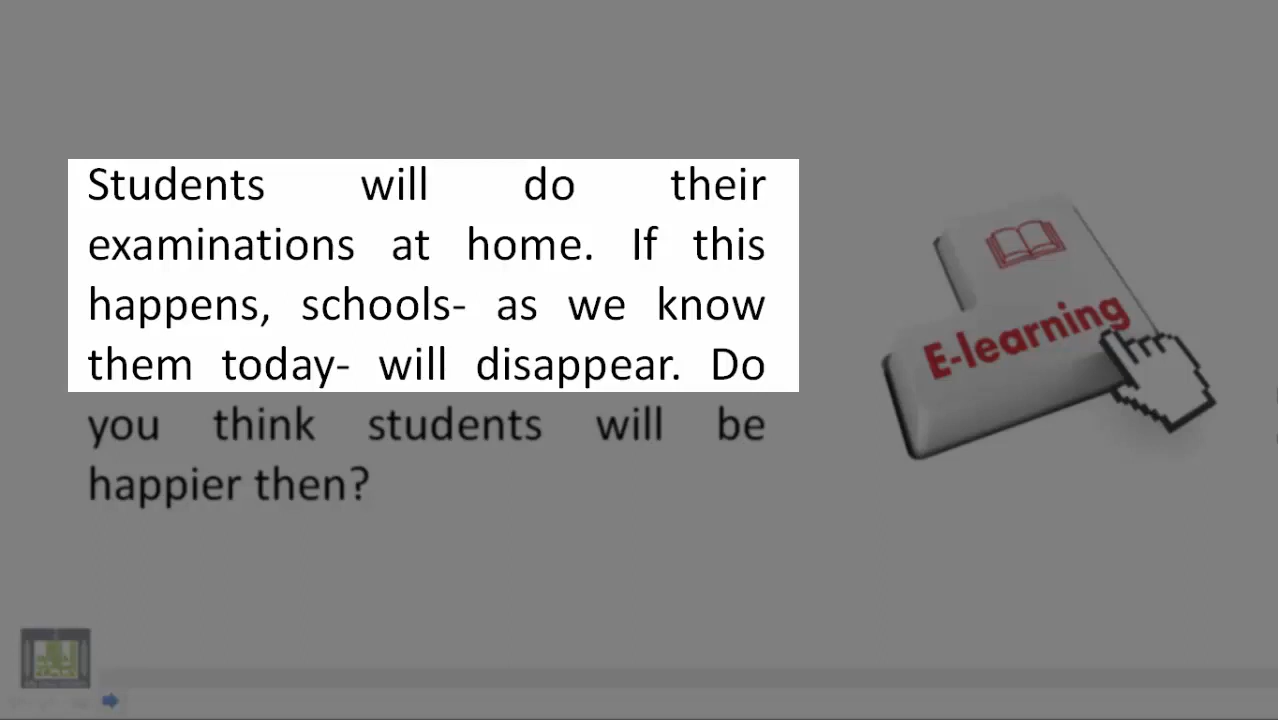 Students will do their
examinations at home. If this
happens, schools- as we know
them today- will disappear. Do
you think students will be
happier then?
E-learning